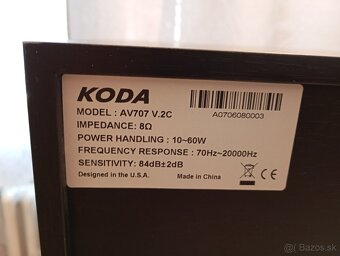 KODA
A0706080003
MODEL : AV707 V.2C
IMPEDANCE: 8Ω
POWER HANDLING : 10~60W
FREQUENCY RESPONSE : 70Hz~20000Hz
SENSITIVITY: 84dB±2dB
Designed in the U.S.A. Made in CHINA
Bazos.sk